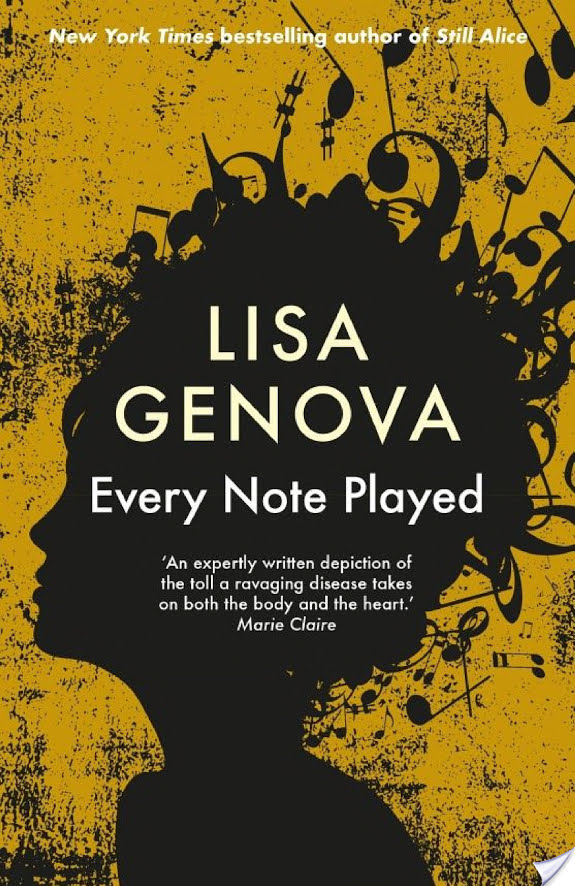 New York Times bestselling author of Still Alice
LISA
GENOVA
Every Note Played
‘An expertly written depiction of
the toll a ravaging disease takes
on both the body and the heart.’
Marie Claire